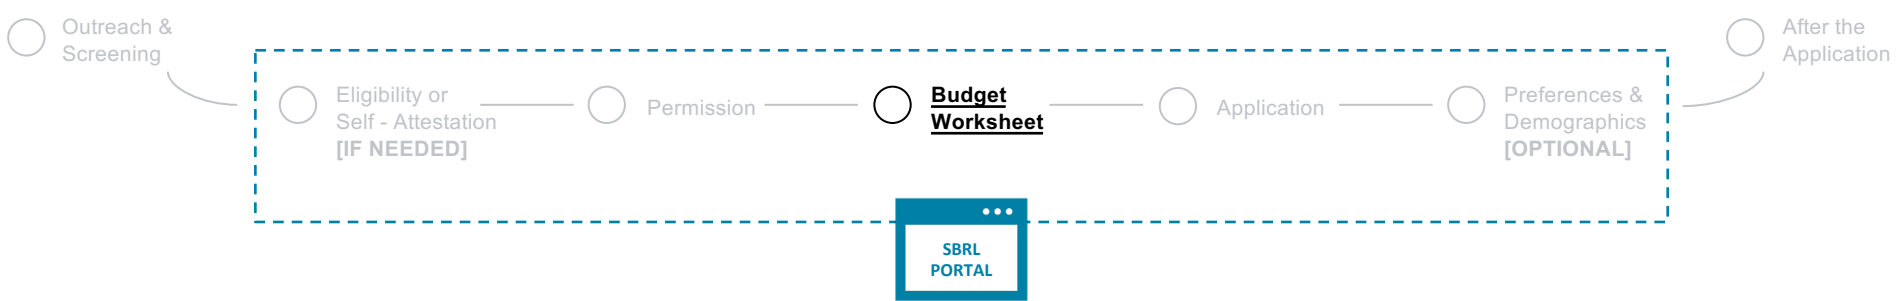 Outreach &
Screening
Eligibility or
Self - Attestation
[IF NEEDED]
Permission
Budget
Worksheet
Application
Preferences &
Demographics
[OPTIONAL]
After the
Application
SBRL
PORTAL